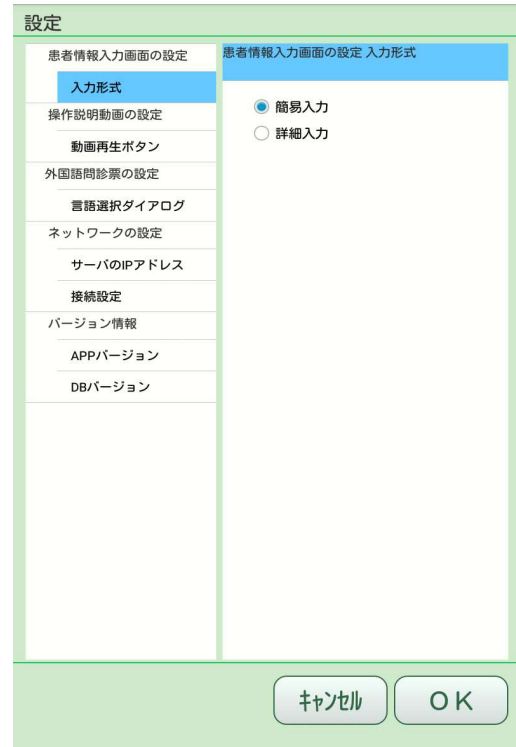 設定
患者情報入力画面の設定
入力形式
操作説明動画の設定
動画再生ボタン
外国語問診票の設定
言語選択ダイアログ
ネットワークの設定
サーバのIPアドレス
接続設定
バージョン情報
APPバージョン
DBバージョン
患者情報入力画面の設定 入力形式
簡易入力
詳細入力
キャンセル
OK